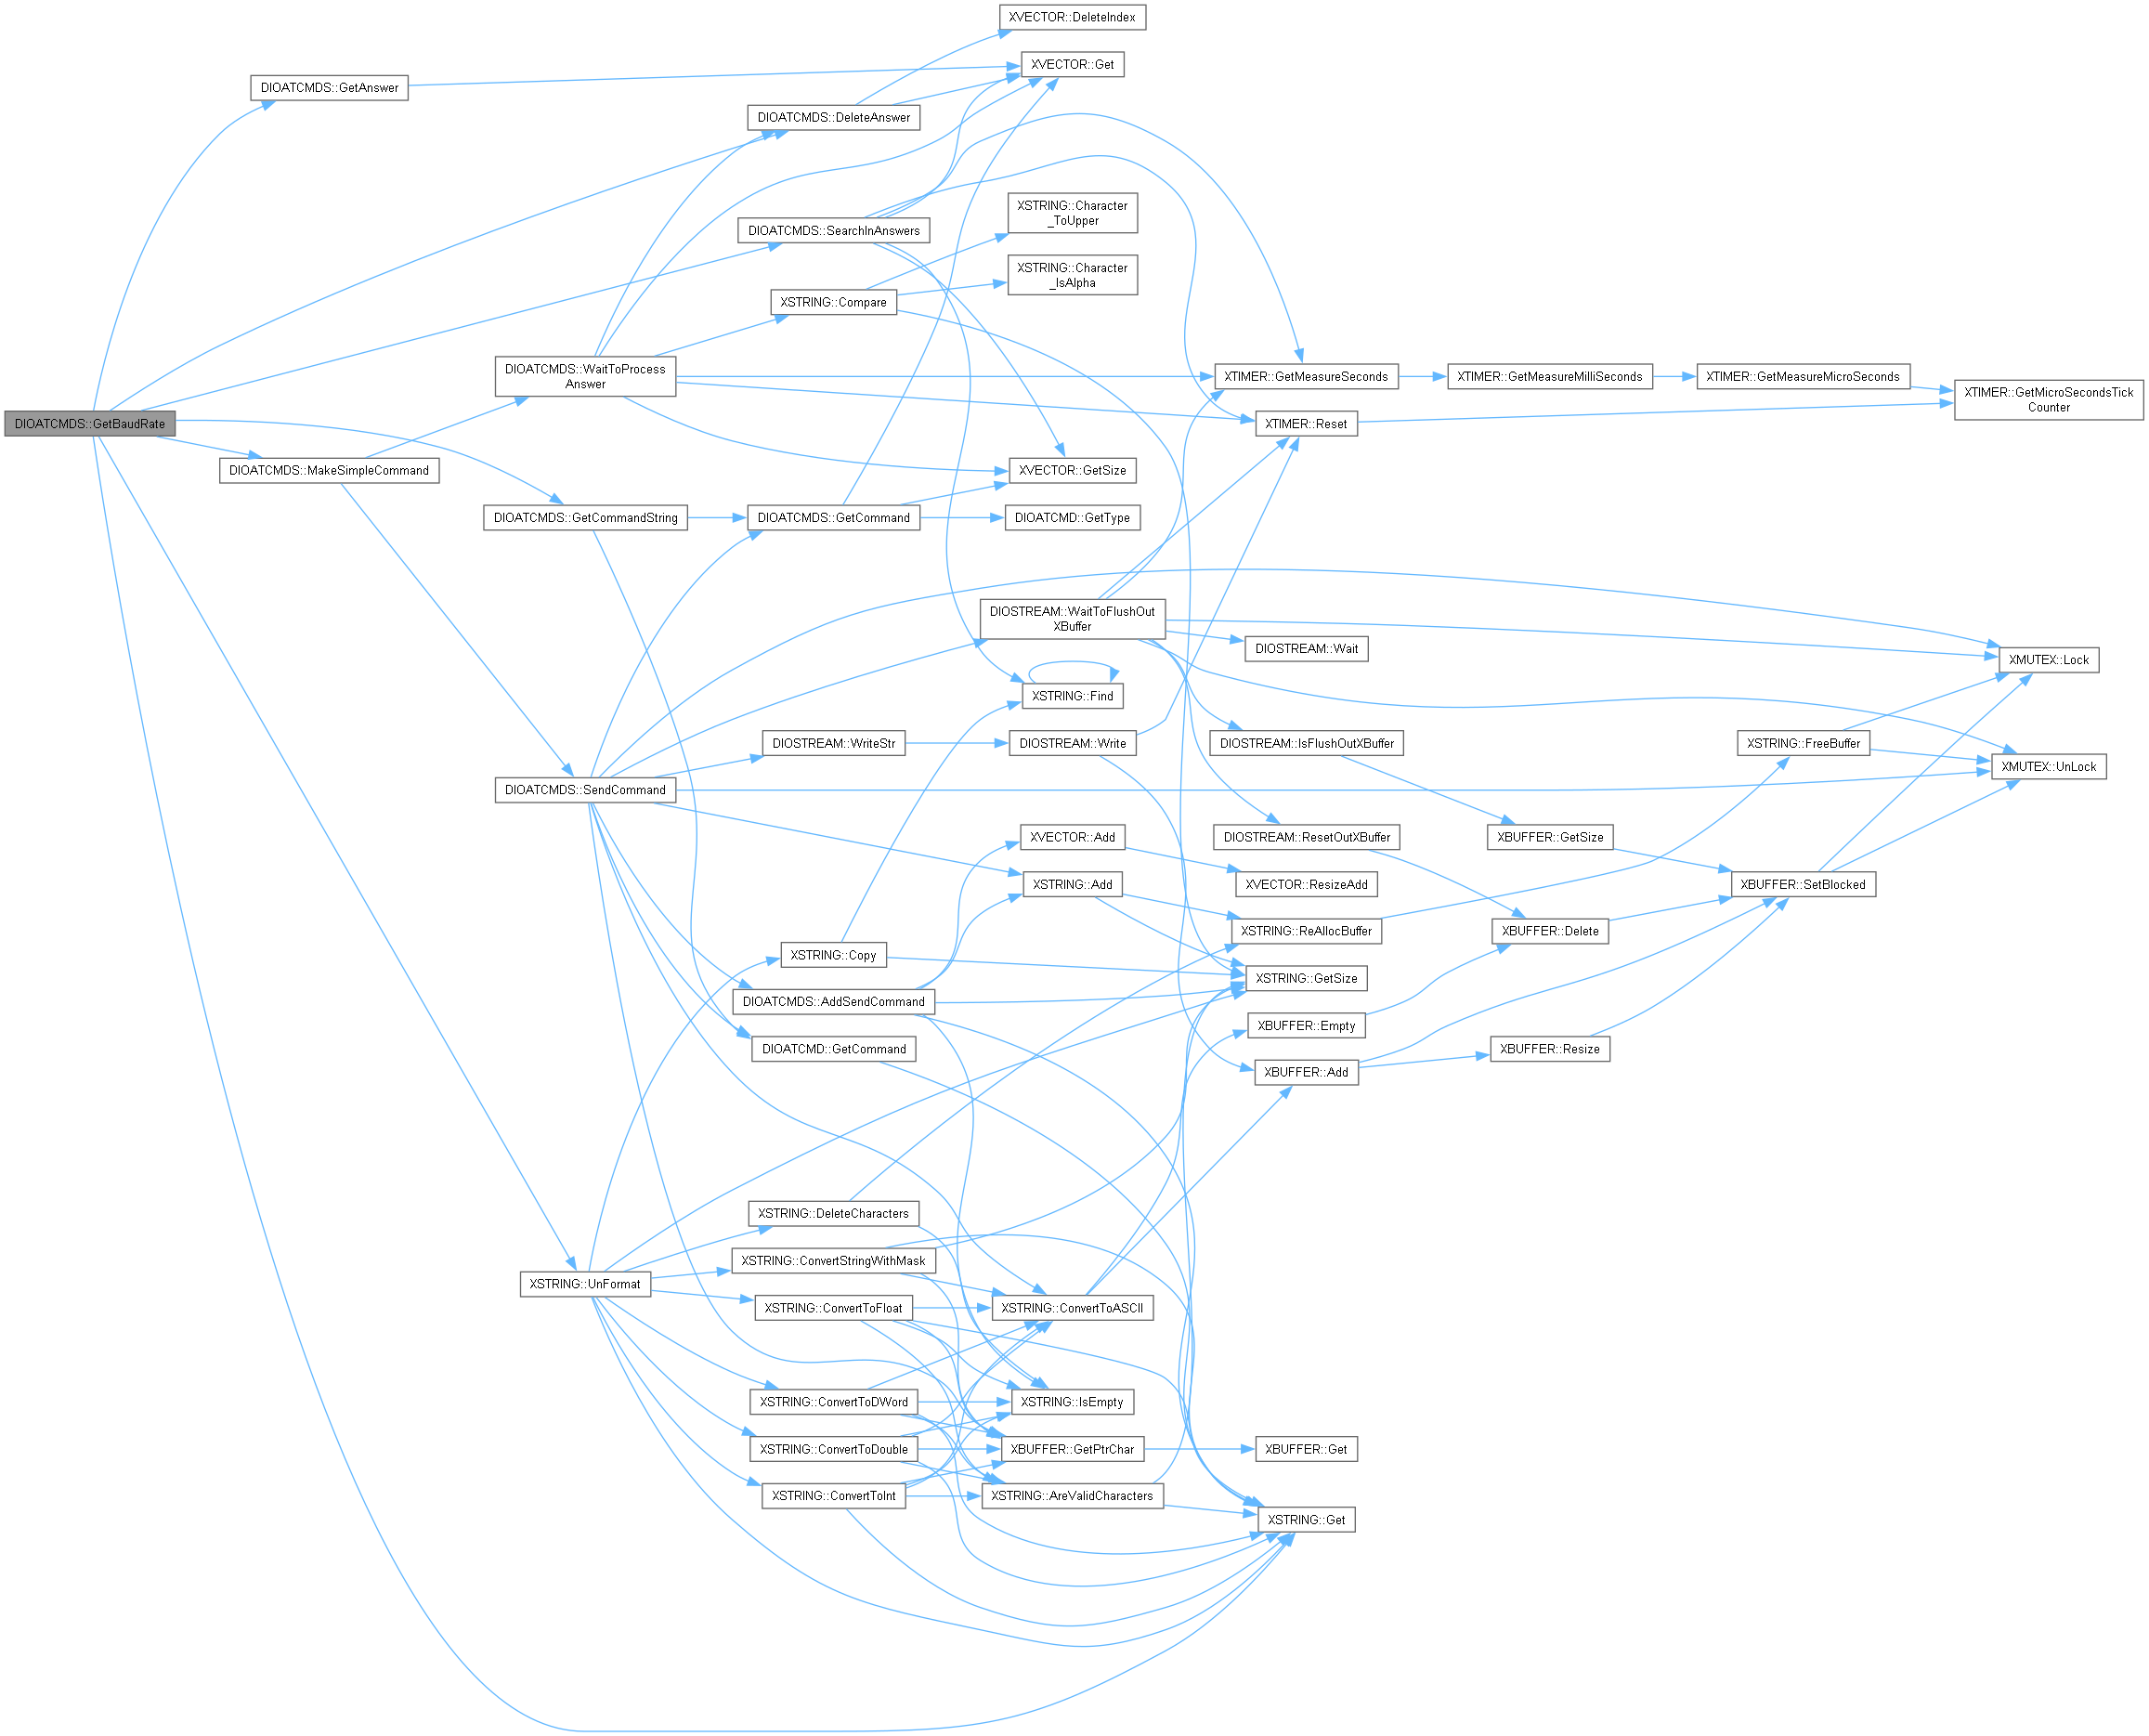 XVECTOR::DeleteIndex
XVECTOR::Get
DIOATCMDS::GetAnswer
DIOATCMDS::DeleteAnswer
XSTRING::Character
_ToUpper
DIOATCMDS::SearchInAnswers
XSTRING::Character
_IsAlpha
XSTRING::Compare
DIOATCMDS::WaitToProcess
Answer
XTIMER::GetMeasureSeconds
XTIMER::GetMeasureMilliSeconds
XTIMER::GetMeasureMicroSeconds
XTIMER::GetMicroSecondsTick
Counter
DIOATCMDS::GetBaudRate
XTIMER::Reset
DIOATCMDS::MakeSimpleCommand
XVECTOR::GetSize
DIOATCMDS::GetCommandString
DIOATCMDS::GetCommand
DIOATCMD::GetType
DIOSTREAM::WaitToFlushOut
XBuffer
DIOSTREAM::Wait
XMUTEX::Lock
XSTRING::Find
DIOSTREAM::WriteStr
DIOSTREAM::Write
DIOSTREAM::IsFlushOutXBuffer
XSTRING::FreeBuffer
XMUTEX::UnLock
DIOATCMDS::SendCommand
XVECTOR::Add
DIOSTREAM::ResetOutXBuffer
XBUFFER::GetSize
XSTRING::Add
XVECTOR::ResizeAdd
XBUFFER::SetBlocked
XSTRING::ReAllocBuffer
XBUFFER::Delete
XSTRING::Copy
XSTRING::GetSize
DIOATCMDS::AddSendCommand
XBUFFER::Empty
DIOATCMD::GetCommand
XBUFFER::Resize
XBUFFER::Add
XSTRING::DeleteCharacters
XSTRING::ConvertStringWithMask
XSTRING::UnFormat
XSTRING::ConvertToFloat
XSTRING::ConvertToASCII
XSTRING::ConvertToDWord
XSTRING::IsEmpty
XSTRING::ConvertToDouble
XBUFFER::GetPtrChar
XBUFFER::Get
XSTRING::ConvertToInt
XSTRING::AreValidCharacters
XSTRING::Get